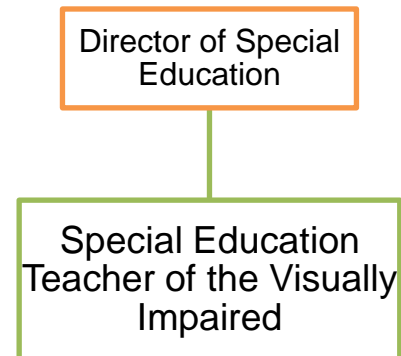 Director of Special
Education
Special Education
Teacher of the Visually
Impaired